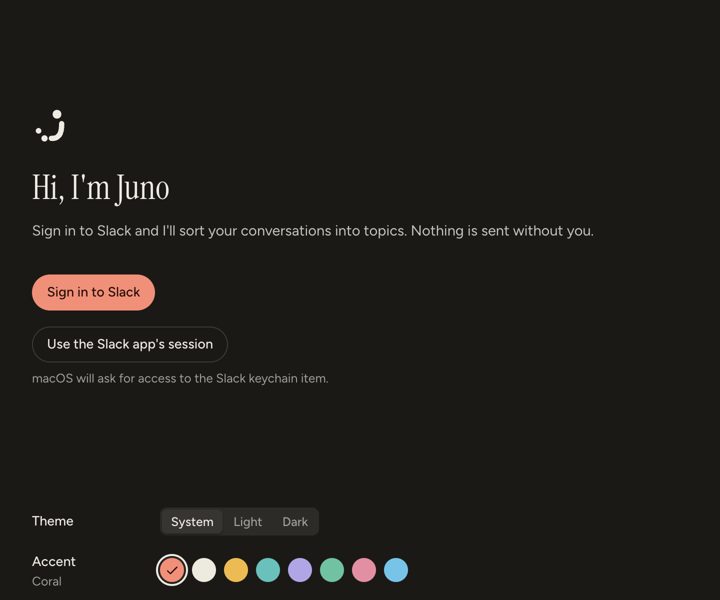 Hi, I'm Juno
Sign in to Slack and I'll sort your conversations into topics. Nothing is sent without you.
Sign in to Slack
Use the Slack app's session
macOS will ask for access to the Slack keychain item.
Theme
System Light Dark
Accent
Coral